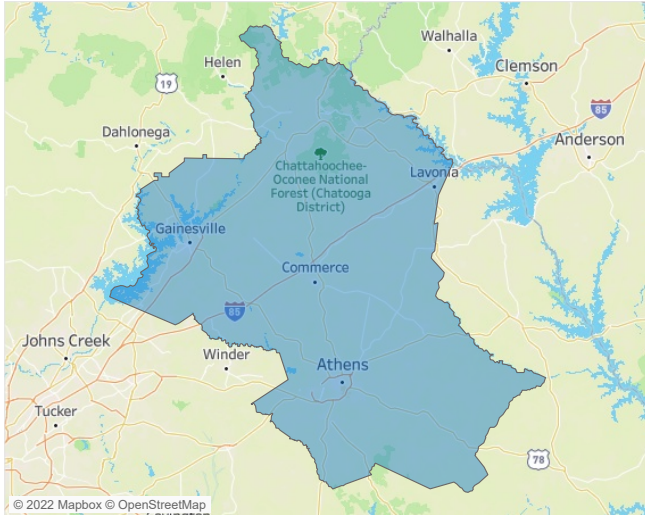 Walhalla
Helen
Clemson
19
85
Dahlonega
Anderson
Chattahoochee-
Oconee National
Forest (Chatooga
District)
Lavonia
Gainesville
Commerce
85
Johns Creek
Winder
Athens
Tucker
78
© 2022 Mapbox © OpenStreetMap